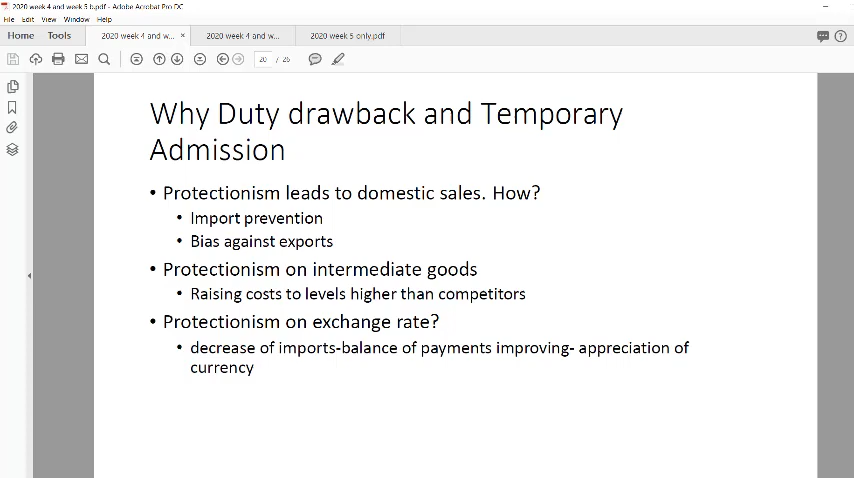 2020 week 4 and week 5 b.pdf - Adobe Acrobat Pro DC
File Edit View Window Help
Home Tools 2020 week 4 and w... × 2020 week 4 and w... 2020 week 5 only.pdf
20 / 26
Why Duty drawback and Temporary
Admission
• Protectionism leads to domestic sales. How?
• Import prevention
• Bias against exports
• Protectionism on intermediate goods
• Raising costs to levels higher than competitors
• Protectionism on exchange rate?
• decrease of imports-balance of payments improving- appreciation of
currency